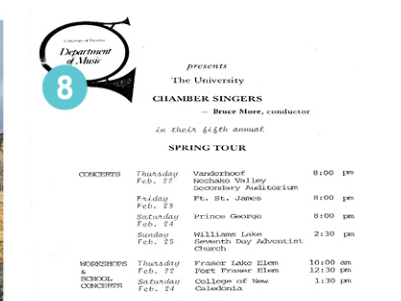 University of Victoria
Department
of Music
8
presents
The University
CHAMBER SINGERS
— Bruce More, conductor
in their fifth annual
SPRING TOUR
CONCERTS Thursday Vanderhoof 8:00 pm
Feb. 22 Nechako Valley
Secondary Auditorium
Friday Ft. St. James 8:00 pm
Feb. 23
Saturday Prince George 8:00 pm
Feb. 24
Sunday Williams Lake 2:30 pm
Feb. 25 Seventh Day Adventist
Church
WORKSHOPS Thursday Fraser Lake Elem 10:00 am
& Feb. 22 Fort Fraser Elem 12:30 pm
SCHOOL Saturday College of New 1:30 pm
CONCERTS Feb. 24 Caledonia